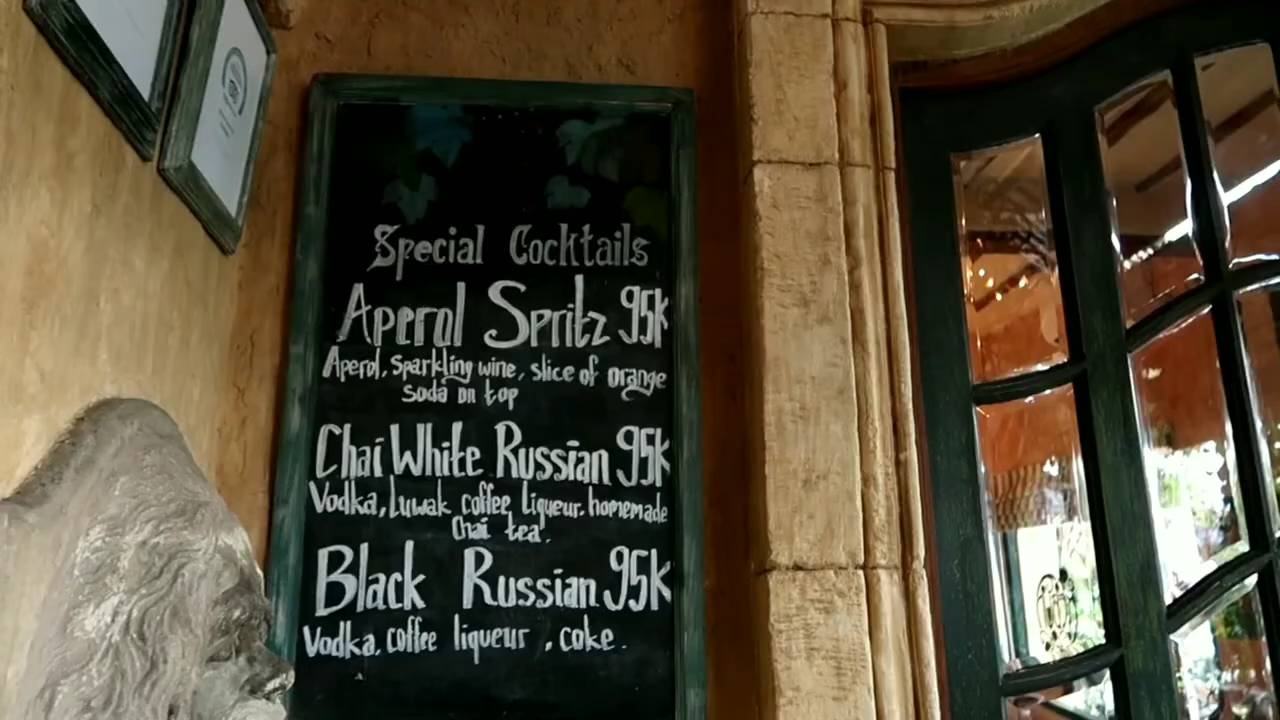 Special Cocktails
Aperol Spritz 95K
Aperol, Sparkling wine, slice of orange
Soda on top
Chai White Russian 95K
Vodka, Luwak coffee liqueur, homemade
Chai tea.
Black Russian 95K
Vodka, coffee liqueur , coke.